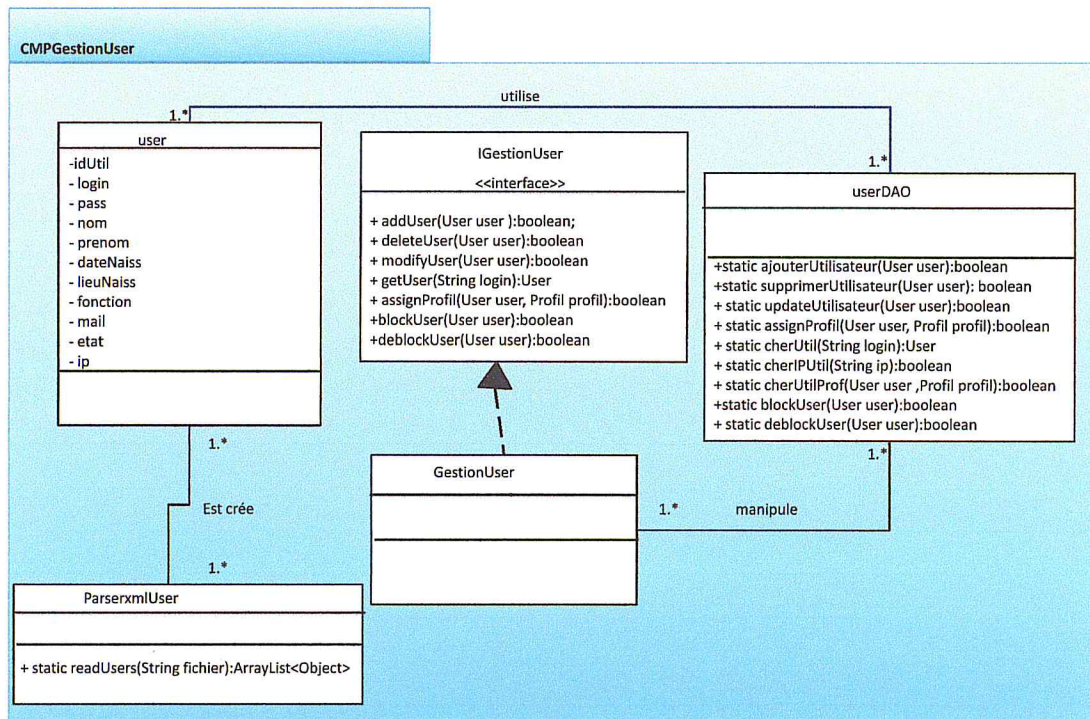 CMPGestionUser
utilise
1.*
1.*
user
-idUtil
- login
- pass
- nom
- prenom
- dateNaiss
- lieuNaiss
- fonction
- mail
- etat
- ip
IGestionUser
<<interface>>
+ addUser(User user ):boolean;
+ deleteUser(User user):boolean
+ modifyUser(User user):boolean
+ getUser(String login):User
+ assignProfil(User user, Profil profil):boolean
+blockUser(User user):boolean
+deblockUser(User user):boolean
userDAO
+static ajouterUtilisateur(User user):boolean
+static supprimerUtilisateur(User user): boolean
+ static updateUtilisateur(User user):boolean
+ static assignProfil(User user, Profil profil):boolean
+ static cherUtil(String login):User
+ static cherIPUtil(String ip):boolean
+ static cherUtilProf(User user ,Profil profil):boolean
+static blockUser(User user):boolean
+ static deblockUser(User user):boolean
1.*
1.*
GestionUser
1.*
manipule
Est crée
1.*
ParserxmlUser
+ static readUsers(String fichier):ArrayList<Object>